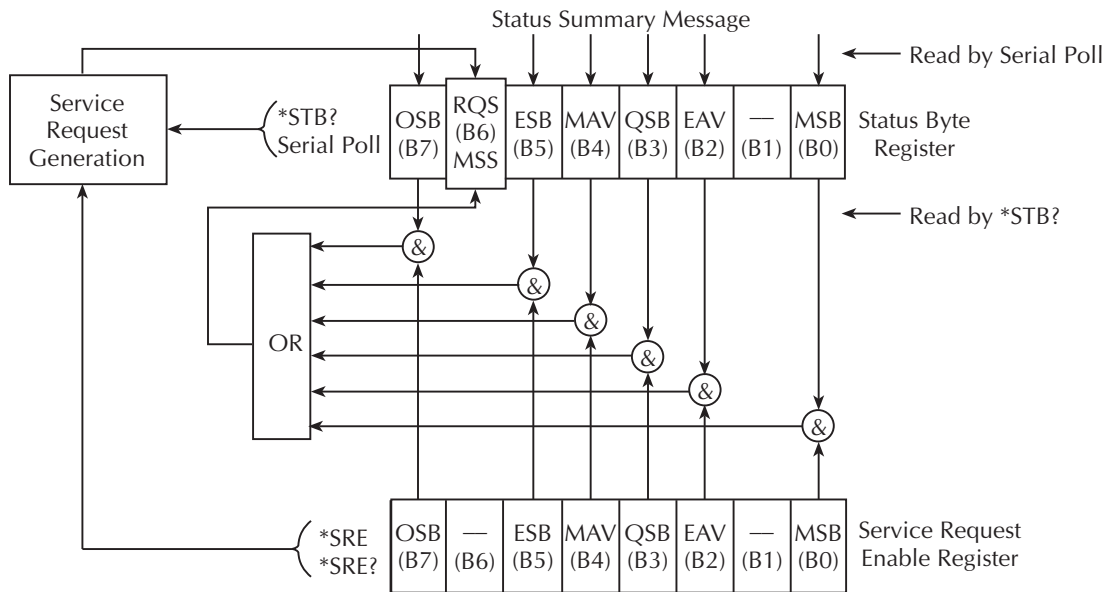 Status Summary Message
Read by Serial Poll
Service
Request
Generation
*STB?
Serial Poll
OSB
(B7)
RQS
(B6)
MSS
ESB
(B5)
MAV
(B4)
QSB
(B3)
EAV
(B2)
—
(B1)
MSB
(B0)
Status Byte
Register
Read by *STB?
&
&
&
OR
&
&
&
*SRE
*SRE?
OSB
(B7)
—
(B6)
ESB
(B5)
MAV
(B4)
QSB
(B3)
EAV
(B2)
—
(B1)
MSB
(B0)
Service Request
Enable Register